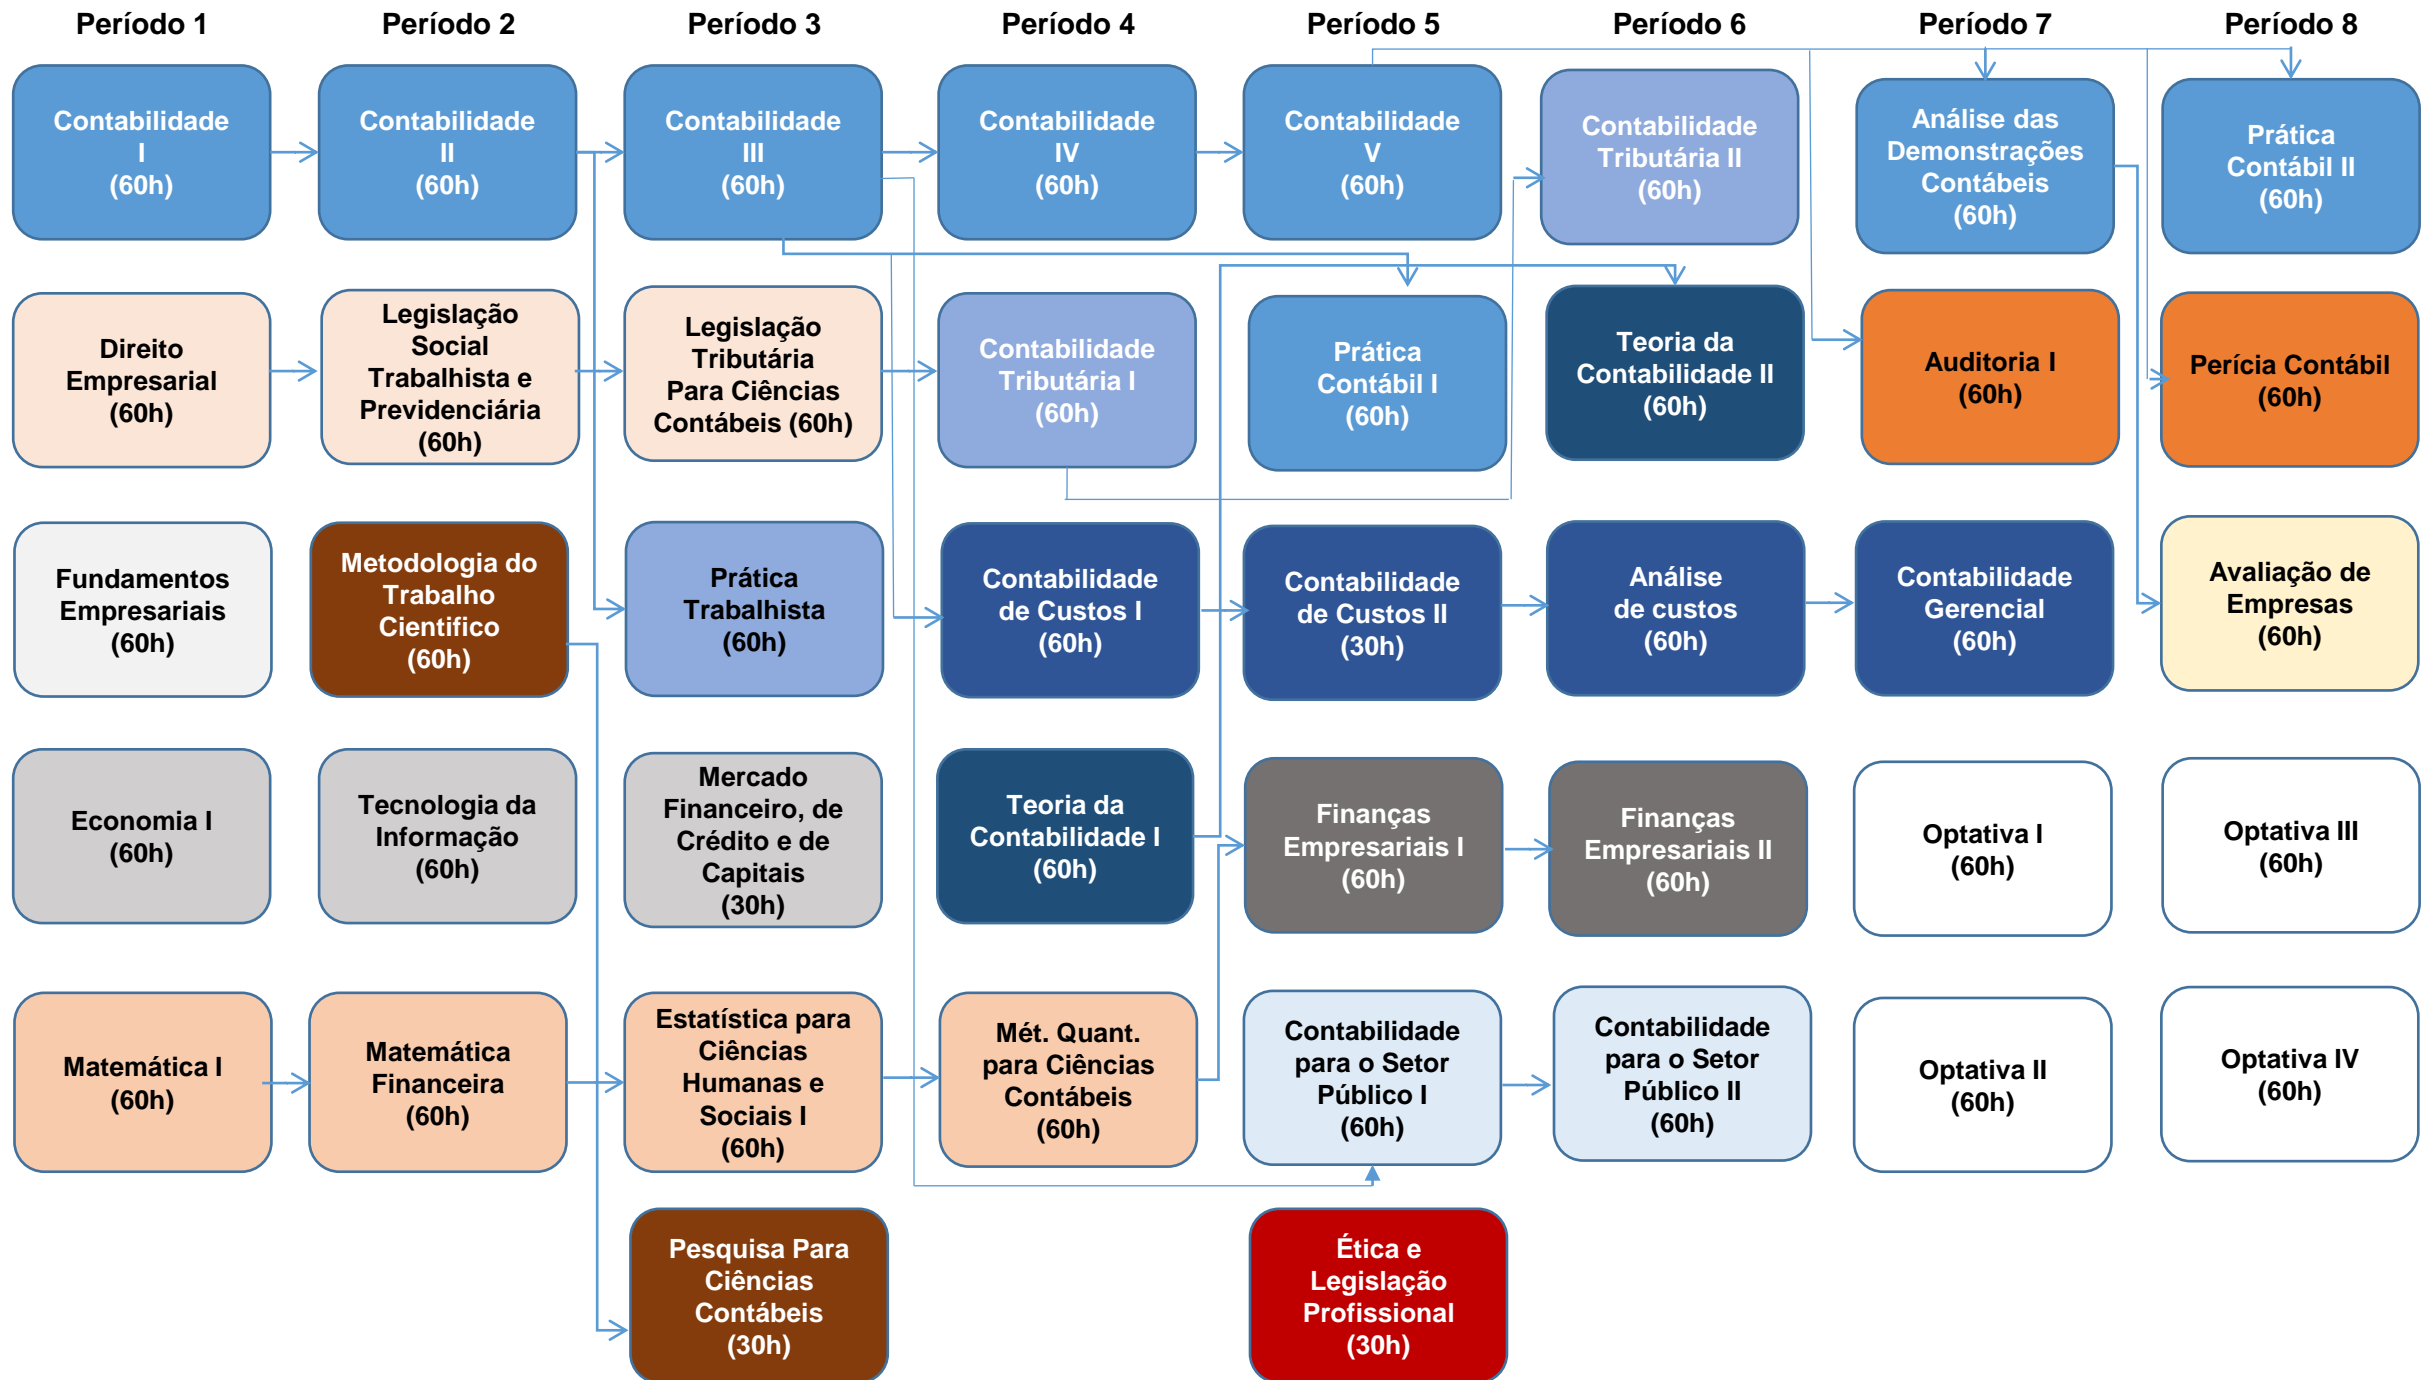 Período 1
Período 2
Período 3
Período 4
Período 5
Período 6
Período 7
Período 8
Contabilidade
I
(60h)
Contabilidade
II
(60h)
Contabilidade
III
(60h)
Contabilidade
IV
(60h)
Contabilidade
V
(60h)
Contabilidade
Tributária II
(60h)
Análise das
Demonstrações
Contábeis
(60h)
Prática
Contábil II
(60h)
Direito
Empresarial
(60h)
Legislação
Social
Trabalhista e
Previdenciária
(60h)
Legislação
Tributária
Para Ciências
Contábeis (60h)
Contabilidade
Tributária I
(60h)
Prática
Contábil I
(60h)
Teoria da
Contabilidade II
(60h)
Auditoria I
(60h)
Perícia Contábil
(60h)
Fundamentos
Empresariais
(60h)
Metodologia do
Trabalho
Cientifico
(60h)
Prática
Trabalhista
(60h)
Contabilidade
de Custos I
(60h)
Contabilidade
de Custos II
(30h)
Análise
de custos
(60h)
Contabilidade
Gerencial
(60h)
Avaliação de
Empresas
(60h)
Economia I
(60h)
Tecnologia da
Informação
(60h)
Mercado
Financeiro, de
Crédito e de
Capitais
(30h)
Teoria da
Contabilidade I
(60h)
Finanças
Empresariais I
(60h)
Finanças
Empresariais II
(60h)
Optativa I
(60h)
Optativa III
(60h)
Matemática I
(60h)
Matemática
Financeira
(60h)
Estatística para
Ciências
Humanas e
Sociais I
(60h)
Mét. Quant.
para Ciências
Contábeis
(60h)
Contabilidade
para o Setor
Público I
(60h)
Contabilidade
para o Setor
Público II
(60h)
Optativa II
(60h)
Optativa IV
(60h)
Pesquisa Para
Ciências
Contábeis
(30h)
Ética e
Legislação
Profissional
(30h)